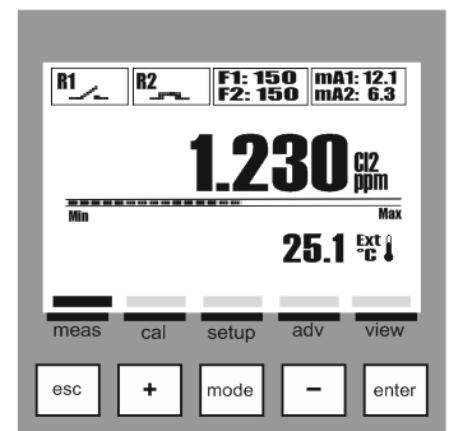 R1 R2 F1: 150 mA1: 12.1
F2: 150 mA2: 6.3
1.230 Cl2 ppm
Min Max
25.1 Ext °C
meas cal setup adv view
esc + mode − enter